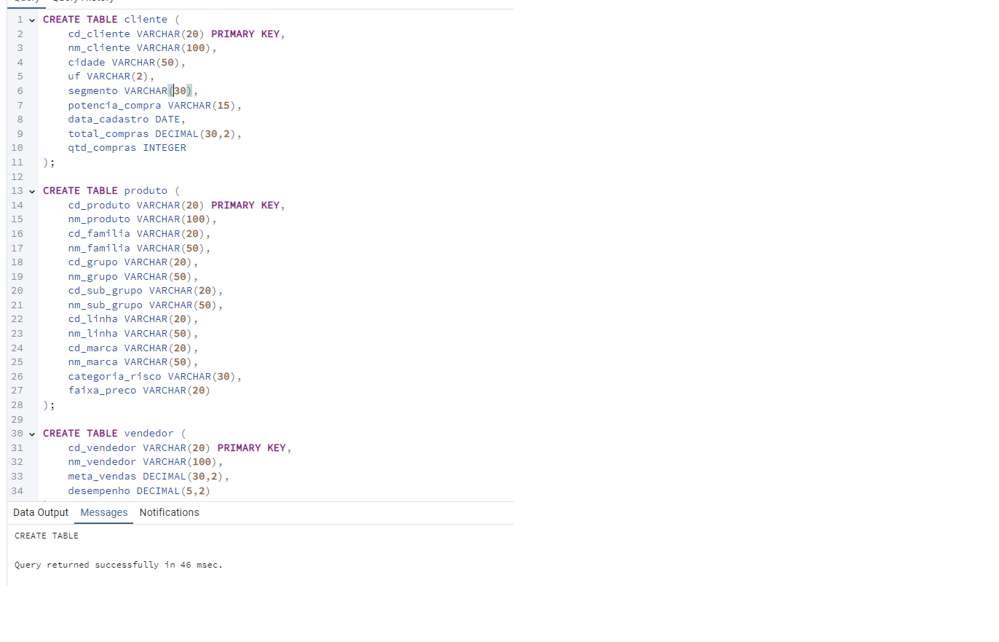 Query Query History
1 CREATE TABLE cliente (
2 cd_cliente VARCHAR(20) PRIMARY KEY,
3 nm_cliente VARCHAR(100),
4 cidade VARCHAR(50),
5 uf VARCHAR(2),
6 segmento VARCHAR(30),
7 potencia_compra VARCHAR(15),
8 data_cadastro DATE,
9 total_compras DECIMAL(30,2),
10 qtd_compras INTEGER
11 );
12
13 CREATE TABLE produto (
14 cd_produto VARCHAR(20) PRIMARY KEY,
15 nm_produto VARCHAR(100),
16 cd_familia VARCHAR(20),
17 nm_familia VARCHAR(50),
18 cd_grupo VARCHAR(20),
19 nm_grupo VARCHAR(50),
20 cd_sub_grupo VARCHAR(20),
21 nm_sub_grupo VARCHAR(50),
22 cd_linha VARCHAR(20),
23 nm_linha VARCHAR(50),
24 cd_marca VARCHAR(20),
25 nm_marca VARCHAR(50),
26 categoria_risco VARCHAR(30),
27 faixa_preco VARCHAR(20)
28 );
29
30 CREATE TABLE vendedor (
31 cd_vendedor VARCHAR(20) PRIMARY KEY,
32 nm_vendedor VARCHAR(100),
33 meta_vendas DECIMAL(30,2),
34 desempenho DECIMAL(5,2)
Data Output Messages Notifications
CREATE TABLE
Query returned successfully in 46 msec.